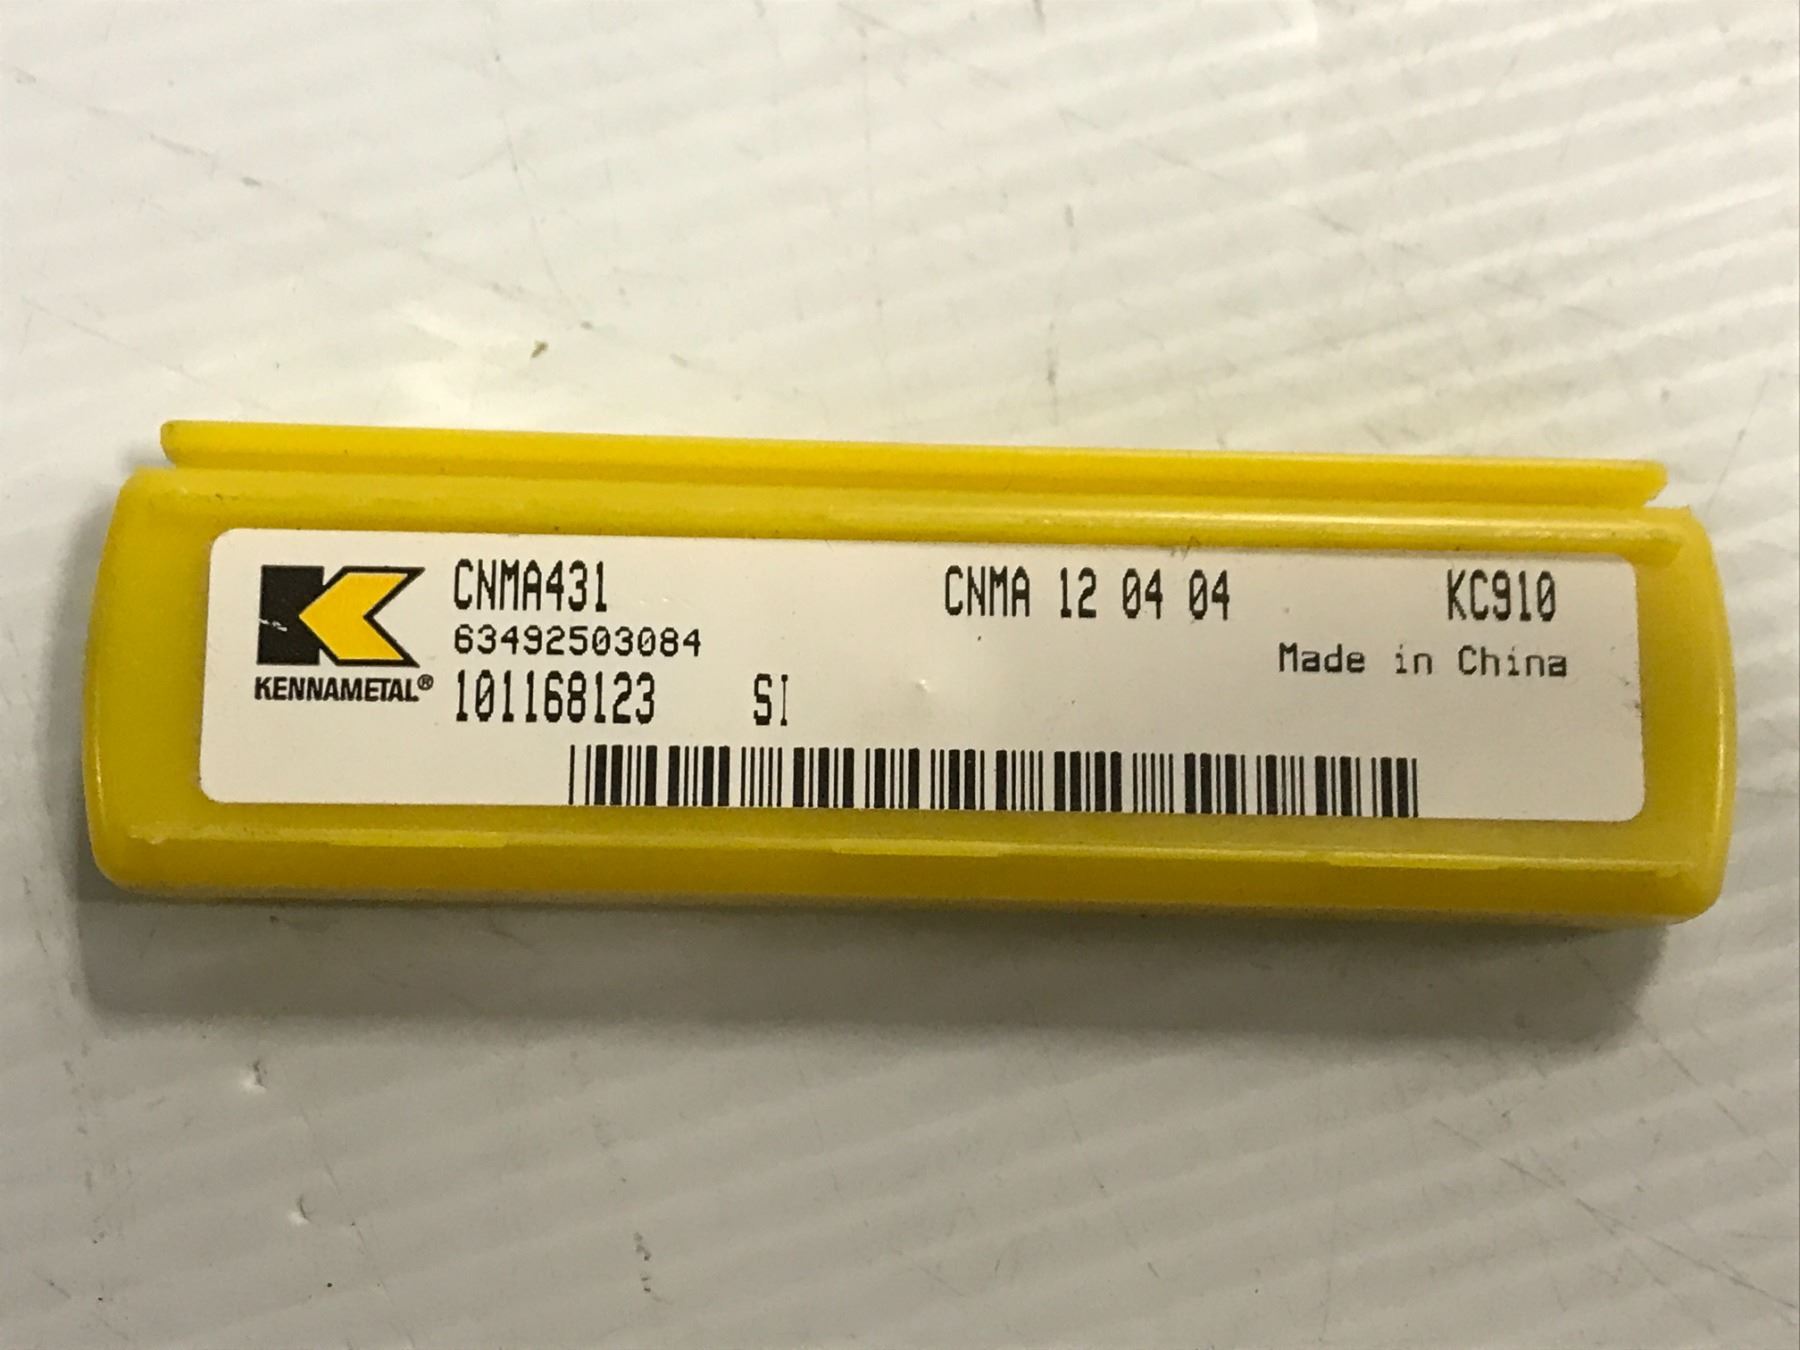 CNMA431 CNMA 12 04 04 KC910
63492503084
Made in China
KENNAMETAL® 101168123 SI